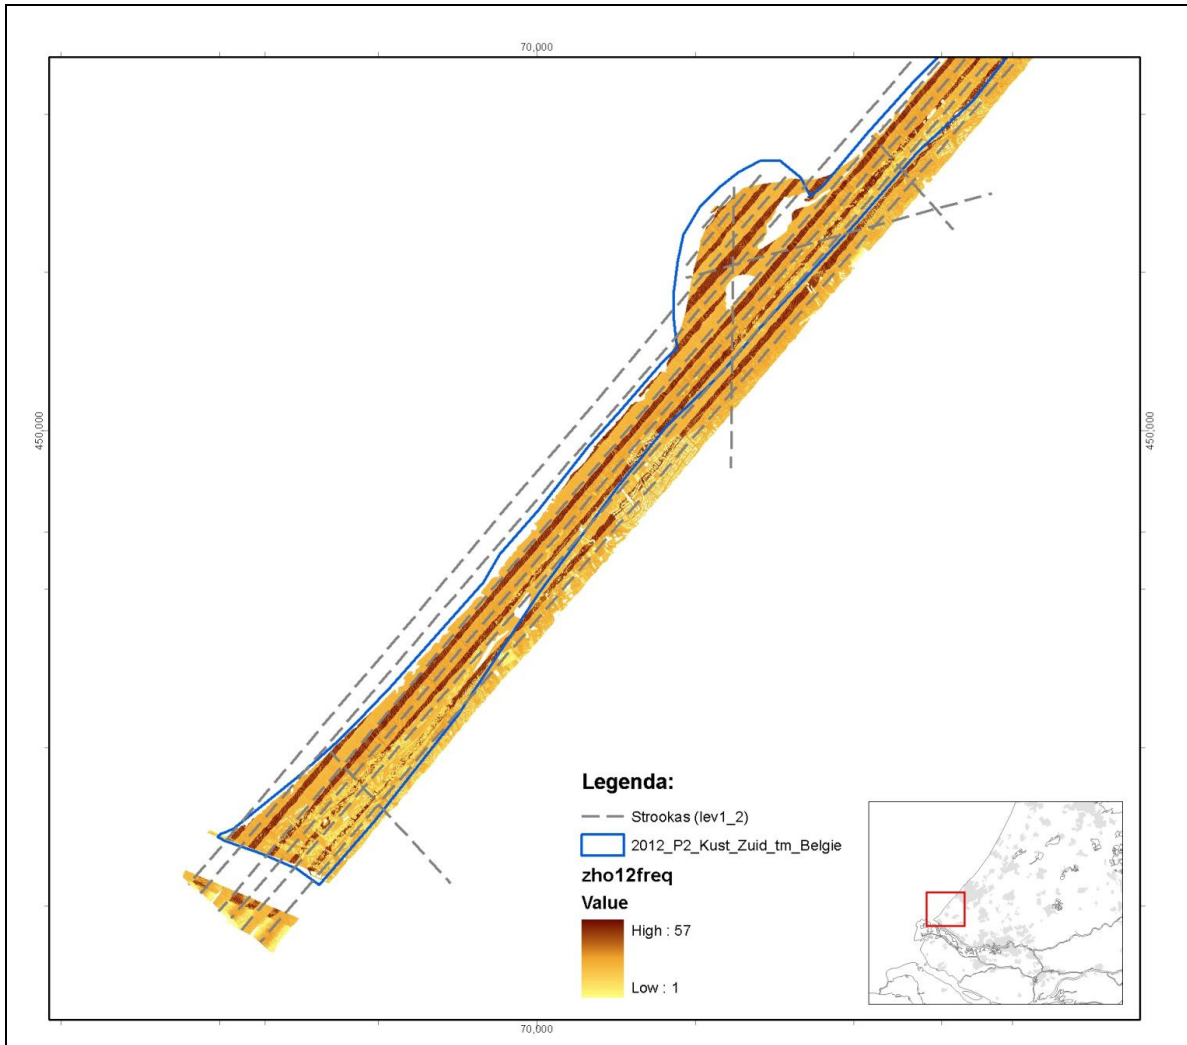 70,000
450,000
450,000
Legenda:
Strookas (lev1_2)
2012_P2_Kust_Zuid_tm_Belgie
zho12freq
Value
High : 57
Low : 1
70,000